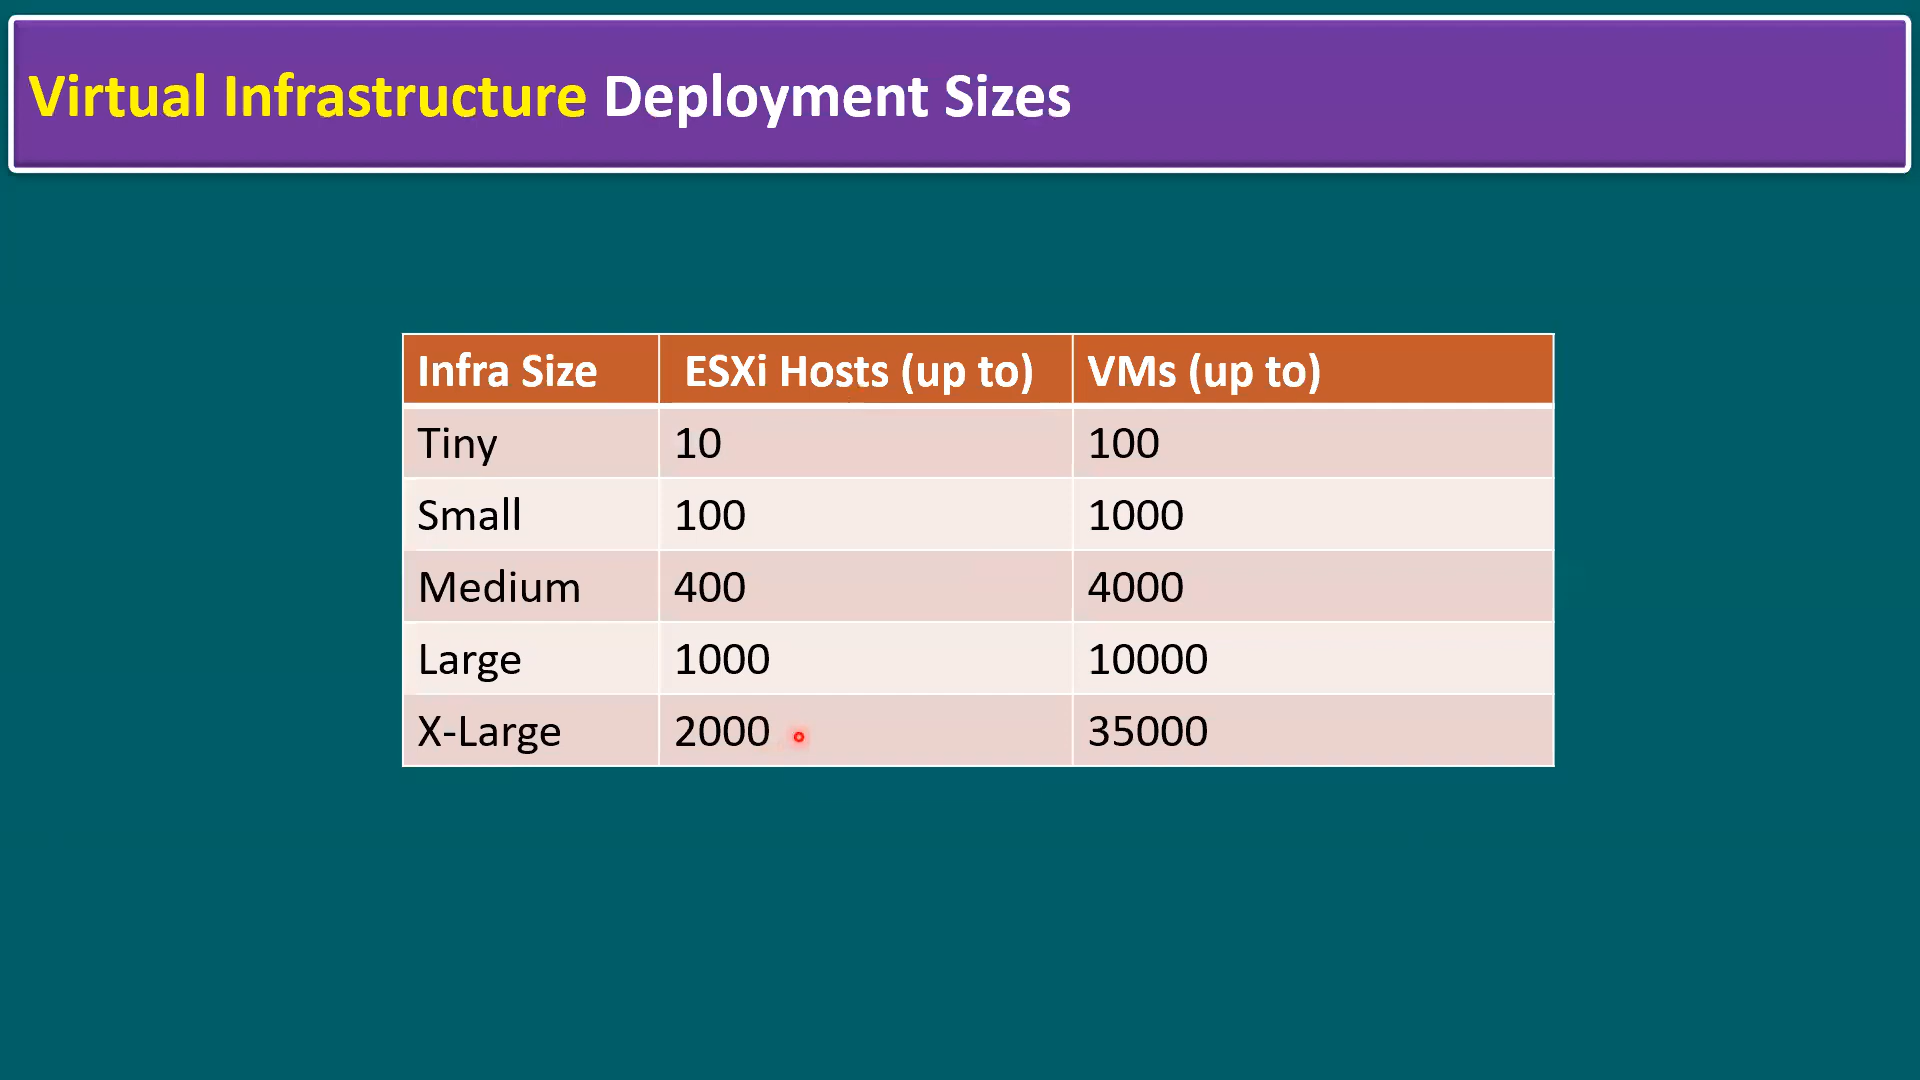 Virtual Infrastructure Deployment Sizes
Infra Size ESXi Hosts (up to) VMs (up to)
Tiny 10 100
Small 100 1000
Medium 400 4000
Large 1000 10000
X-Large 2000 35000